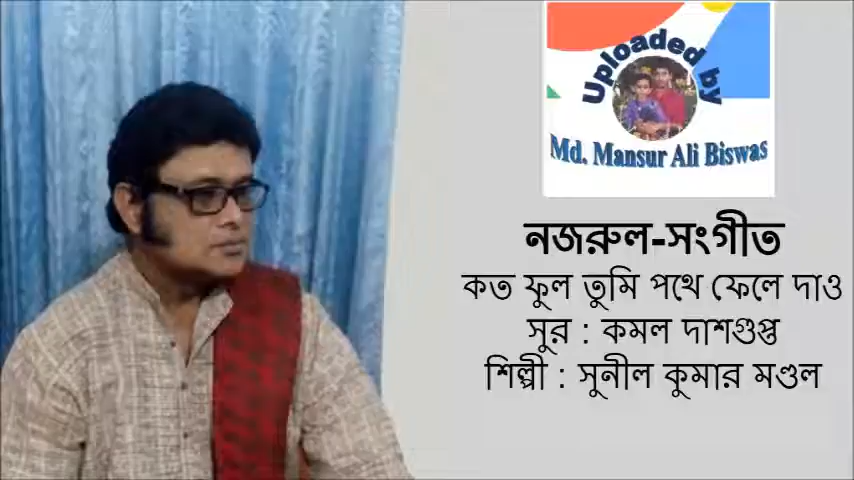 Uploaded by
Md. Mansur Ali Biswas
নজরুল-সংগীত
কত ফুল তুমি পথে ফেলে দাও
সুর : কমল দাশগুপ্ত
শিল্পী : সুনীল কুমার মণ্ডল